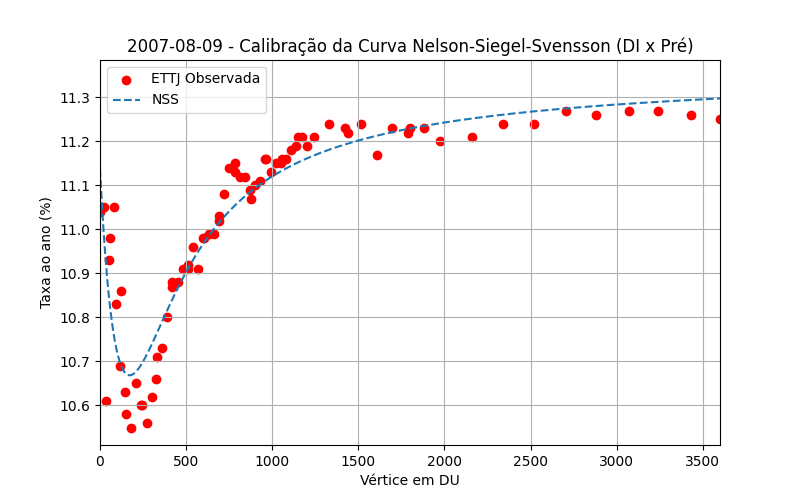 2007-08-09 - Calibração da Curva Nelson-Siegel-Svensson (DI x Pré)
ETTJ Observada
NSS
Taxa ao ano (%)
11.3
11.2
11.1
11.0
10.9
10.8
10.7
10.6
0 500 1000 1500 2000 2500 3000 3500
Vértice em DU